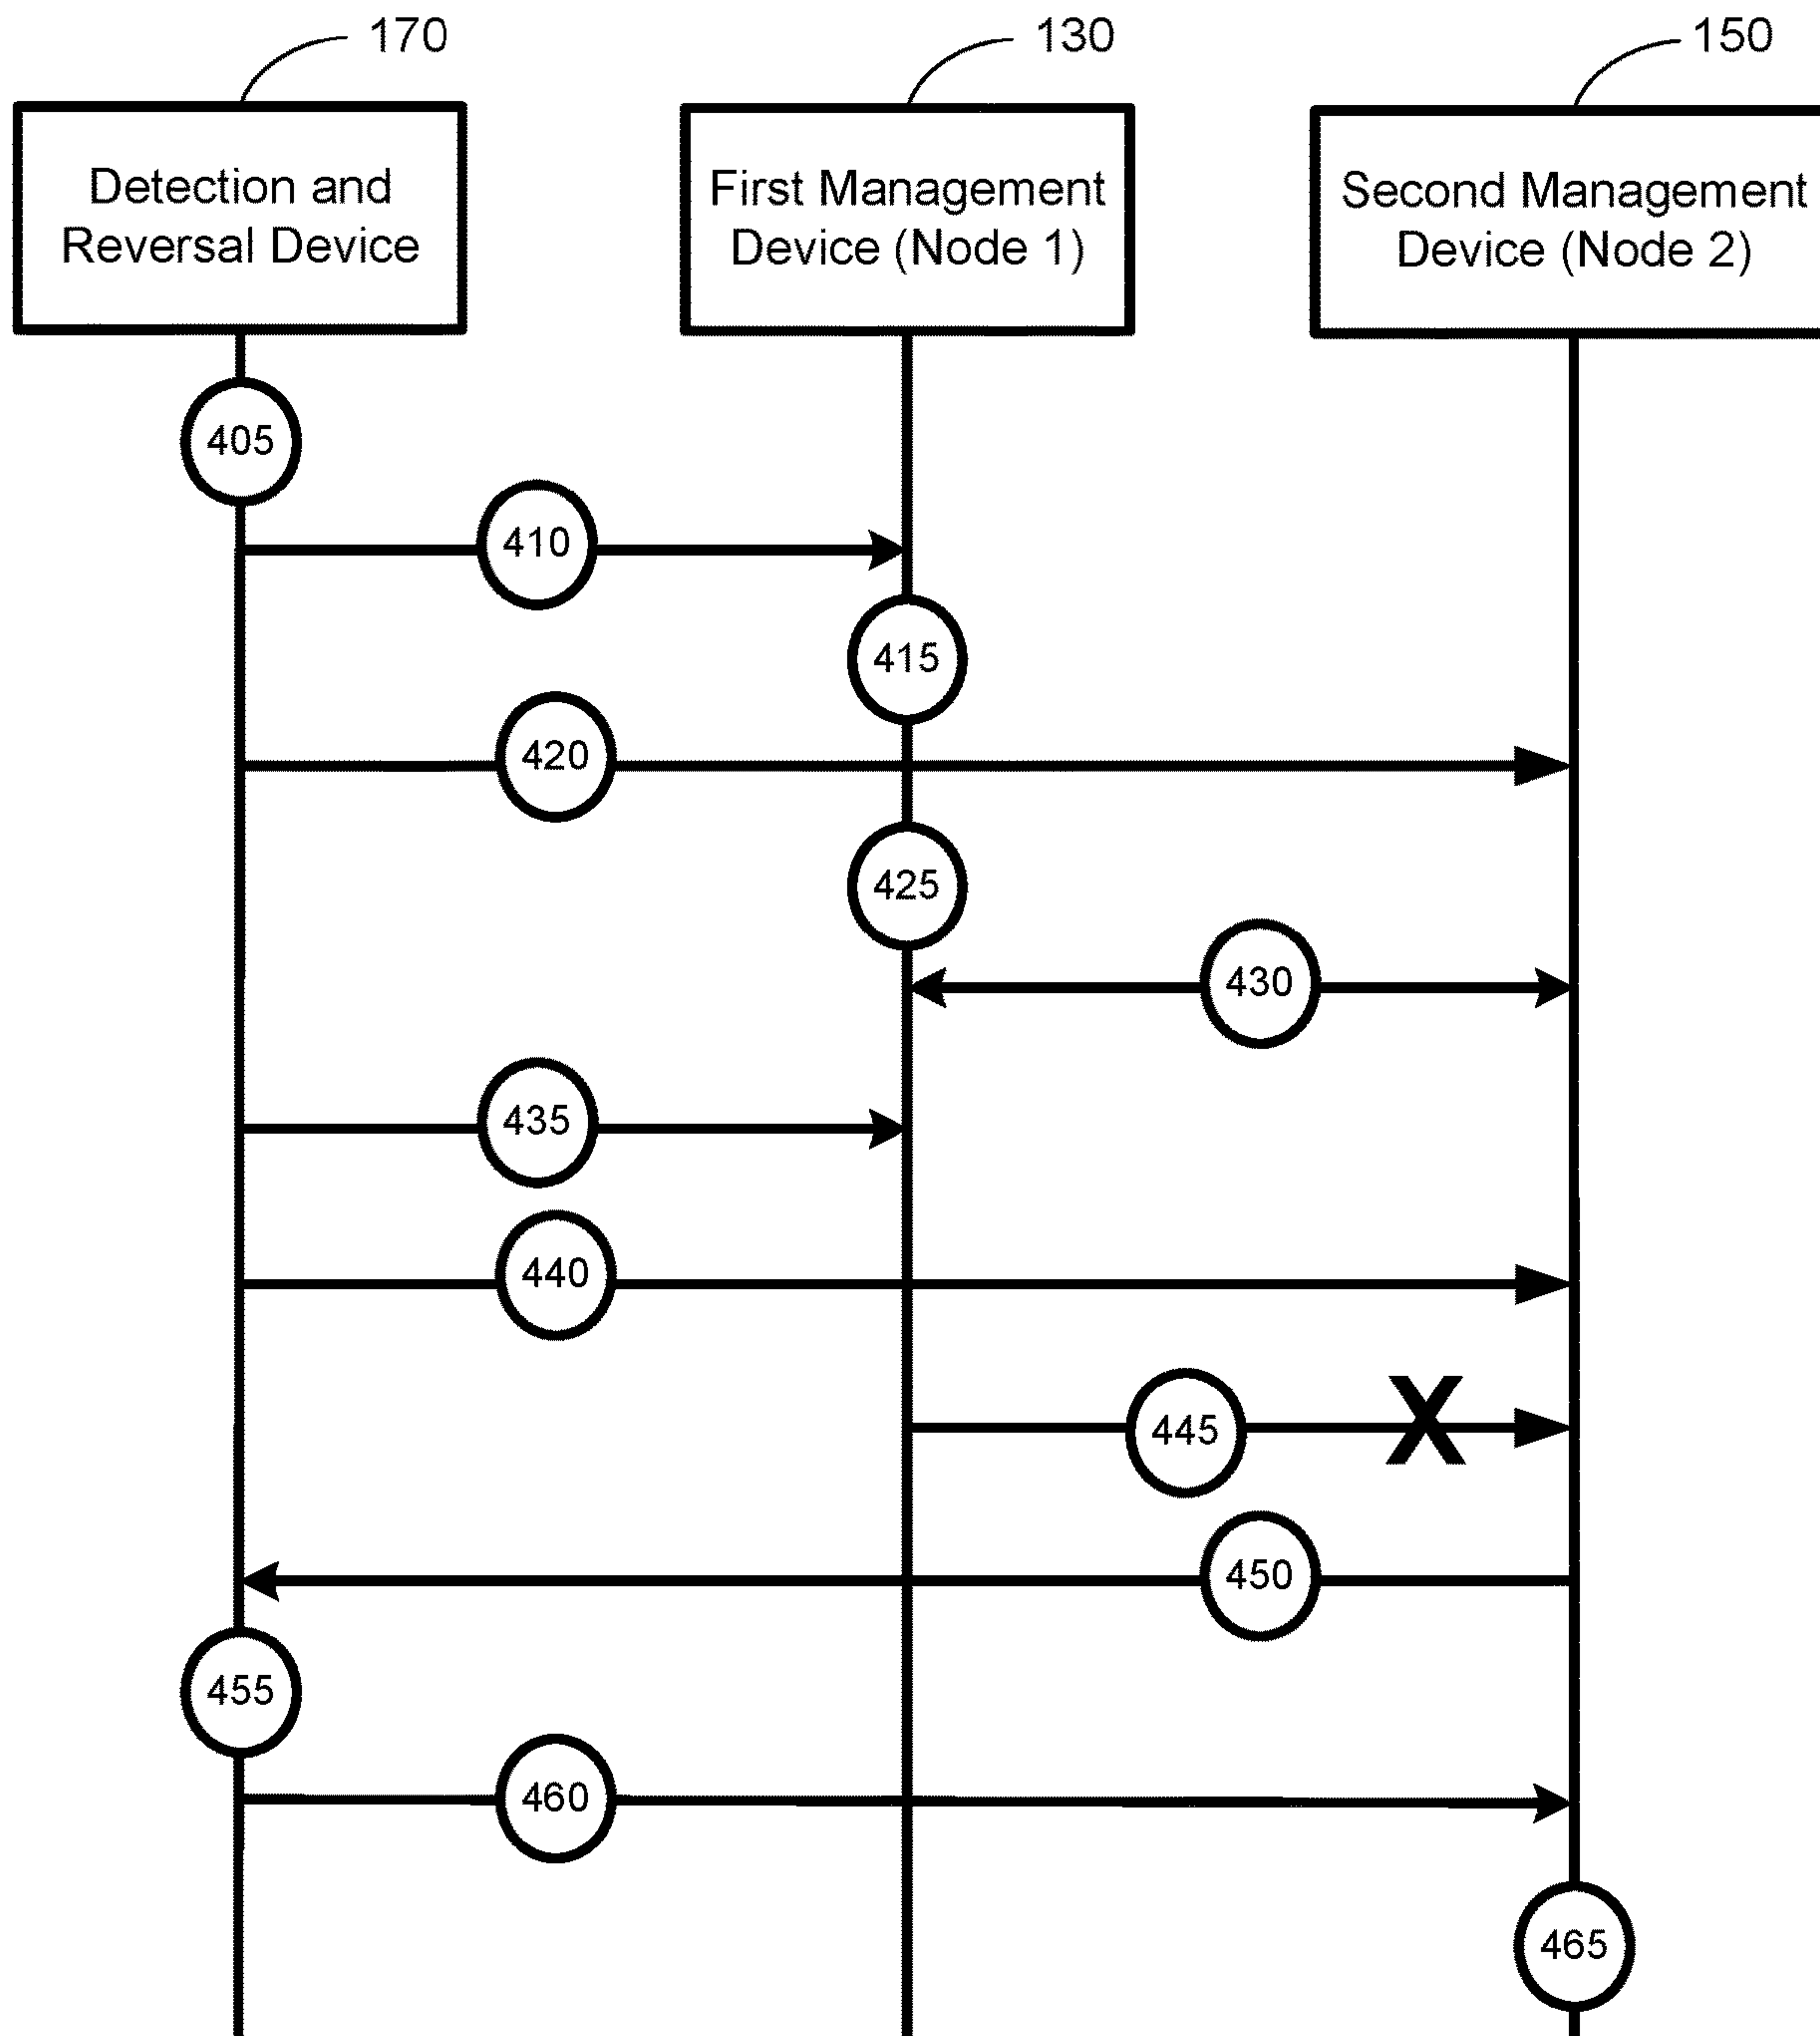 170
130
150
Detection and
Reversal Device
First Management
Device (Node 1)
Second Management
Device (Node 2)
405
410
415
420
425
430
435
440
445
X
450
455
460
465